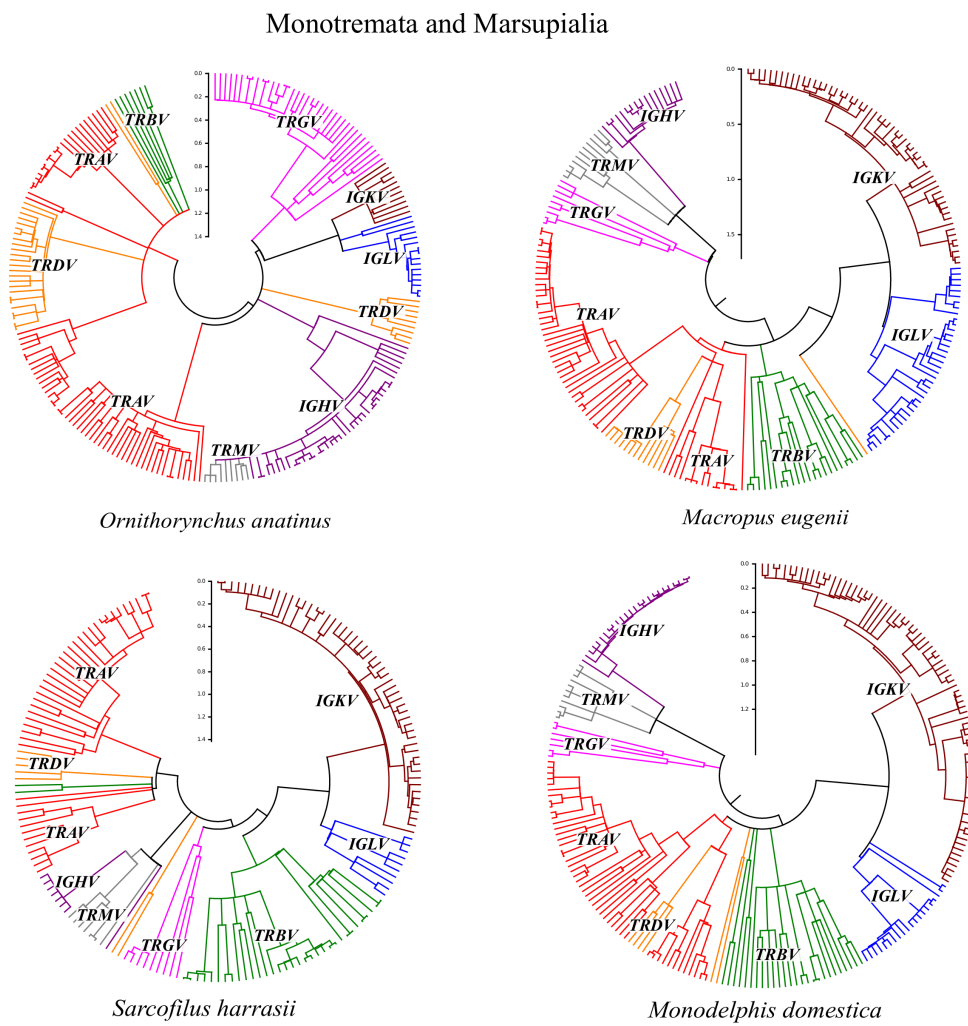 Monotremata and Marsupialia
0.0
0.2
0.4
0.6
0.8
1.0
1.2
1.4
TRBV
TRAV
TRGV
IGKV
IGLV
TRDV
TRDV
TRAV
IGHV
TRMV
Ornithorynchus anatinus
0.0
0.5
1.0
1.5
IGHV
TRMV
TRGV
IGKV
TRAV
IGLV
TRDV
TRAV
TRBV
Macropus eugenii
0.0
0.2
0.4
0.6
0.8
1.0
1.2
1.4
TRAV
IGKV
TRDV
TRAV
IGLV
IGHV
TRMV
TRGV
TRBV
Sarcofilus harrasii
0.0
0.2
0.4
0.6
0.8
1.0
1.2
IGHV
TRMV
IGKV
TRGV
TRAV
IGLV
TRDV
TRBV
Monodelphis domestica